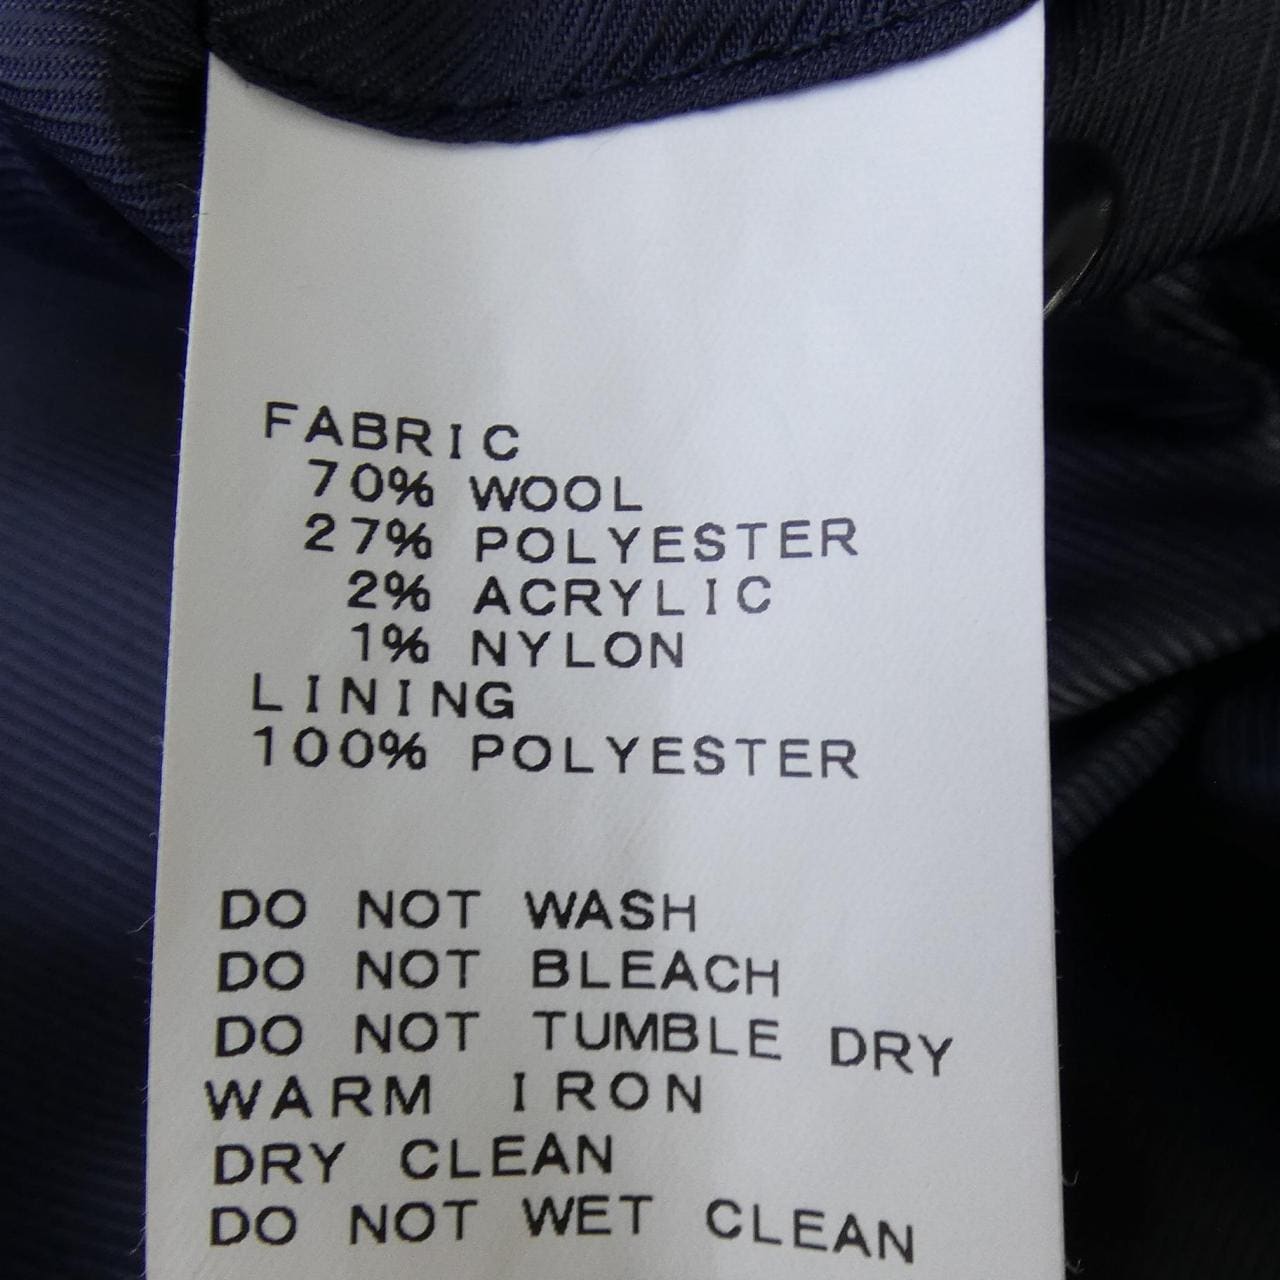 FABRIC
70% WOOL
27% POLYESTER
2% ACRYLIC
1% NYLON
LINING
100% POLYESTER
DO NOT WASH
DO NOT BLEACH
DO NOT TUMBLE DRY
WARM IRON
DRY CLEAN
DO NOT WET CLEAN